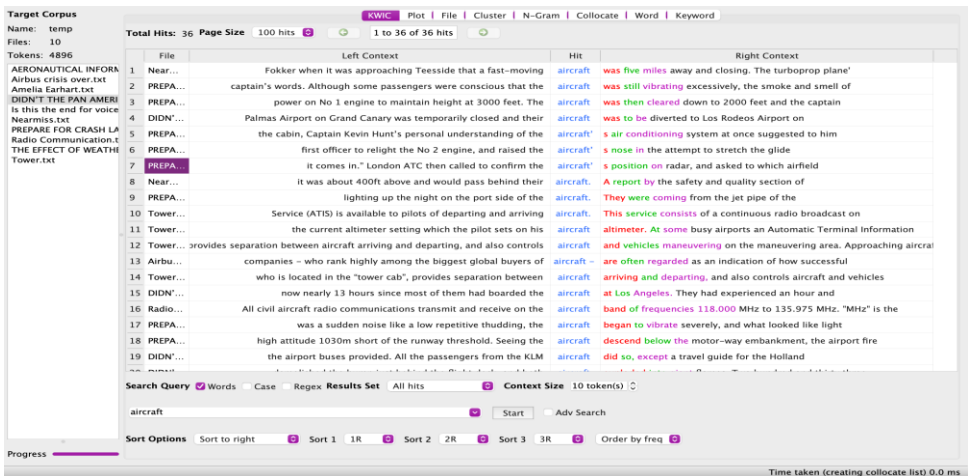 Target Corpus
Name: temp
Files: 10
Tokens: 4896
AERONAUTICAL INFORM
Airbus crisis over.txt
Amelia Earhart.txt
DIDN'T THE PAN AMERI
Is this the end for voice
Nearmiss.txt
PREPARE FOR CRASH LA
Radio Communication.t
THE EFFECT OF WEATHE
Tower.txt
Progress
KWIC Plot File Cluster N-Gram Collocate Word Keyword
Total Hits: 36 Page Size 100 hits 1 to 36 of 36 hits
File Left Context Hit Right Context
1 Near... Fokker when it was approaching Teesside that a fast-moving aircraft was five miles away and closing. The turboprop plane'
2 PREPA... captain's words. Although some passengers were conscious that the aircraft was still vibrating excessively, the smoke and smell of
3 PREPA... power on No 1 engine to maintain height at 3000 feet. The aircraft was then cleared down to 2000 feet and the captain
4 DIDN'... Palmas Airport on Grand Canary was temporarily closed and their aircraft was to be diverted to Los Rodeos Airport on
5 PREPA... the cabin, Captain Kevin Hunt's personal understanding of the aircraft' s air conditioning system at once suggested to him
6 PREPA... first officer to relight the No 2 engine, and raised the aircraft' s nose in the attempt to stretch the glide
7 PREPA... it comes in." London ATC then called to confirm the aircraft' s position on radar, and asked to which airfield
8 Near... it was about 400ft above and would pass behind their aircraft. A report by the safety and quality section of
9 PREPA... lighting up the night on the port side of the aircraft. They were coming from the jet pipe of the
10 Tower... Service (ATIS) is available to pilots of departing and arriving aircraft. This service consists of a continuous radio broadcast on
11 Tower... the current altimeter setting which the pilot sets on his aircraft altimeter. At some busy airports an Automatic Terminal Information
12 Tower... provides separation between aircraft arriving and departing, and also controls aircraft and vehicles maneuvering on the maneuvering area. Approaching aircraf
13 Airbu... companies – who rank highly among the biggest global buyers of aircraft – are often regarded as an indication of how successful
14 Tower... who is located in the "tower cab", provides separation between aircraft arriving and departing, and also controls aircraft and vehicles
15 DIDN'... now nearly 13 hours since most of them had boarded the aircraft at Los Angeles. They had experienced an hour and
16 Radio... All civil aircraft radio communications transmit and receive on the aircraft band of frequencies 118.000 MHz to 135.975 MHz. "MHz" is the
17 PREPA... was a sudden noise like a low repetitive thudding, the aircraft began to vibrate severely, and what looked like light
18 PREPA... high attitude 1030m short of the runway threshold. Seeing the aircraft descend below the motor-way embankment, the airport fire
19 DIDN'... the airport buses provided. All the passengers from the KLM aircraft did so, except a travel guide for the Holland
Search Query Words Case Regex Results Set All hits Context Size 10 token(s)
aircraft Start Adv Search
Sort Options Sort to right Sort 1 1R Sort 2 2R Sort 3 3R Order by freq
Time taken (creating collocate list) 0.0 ms